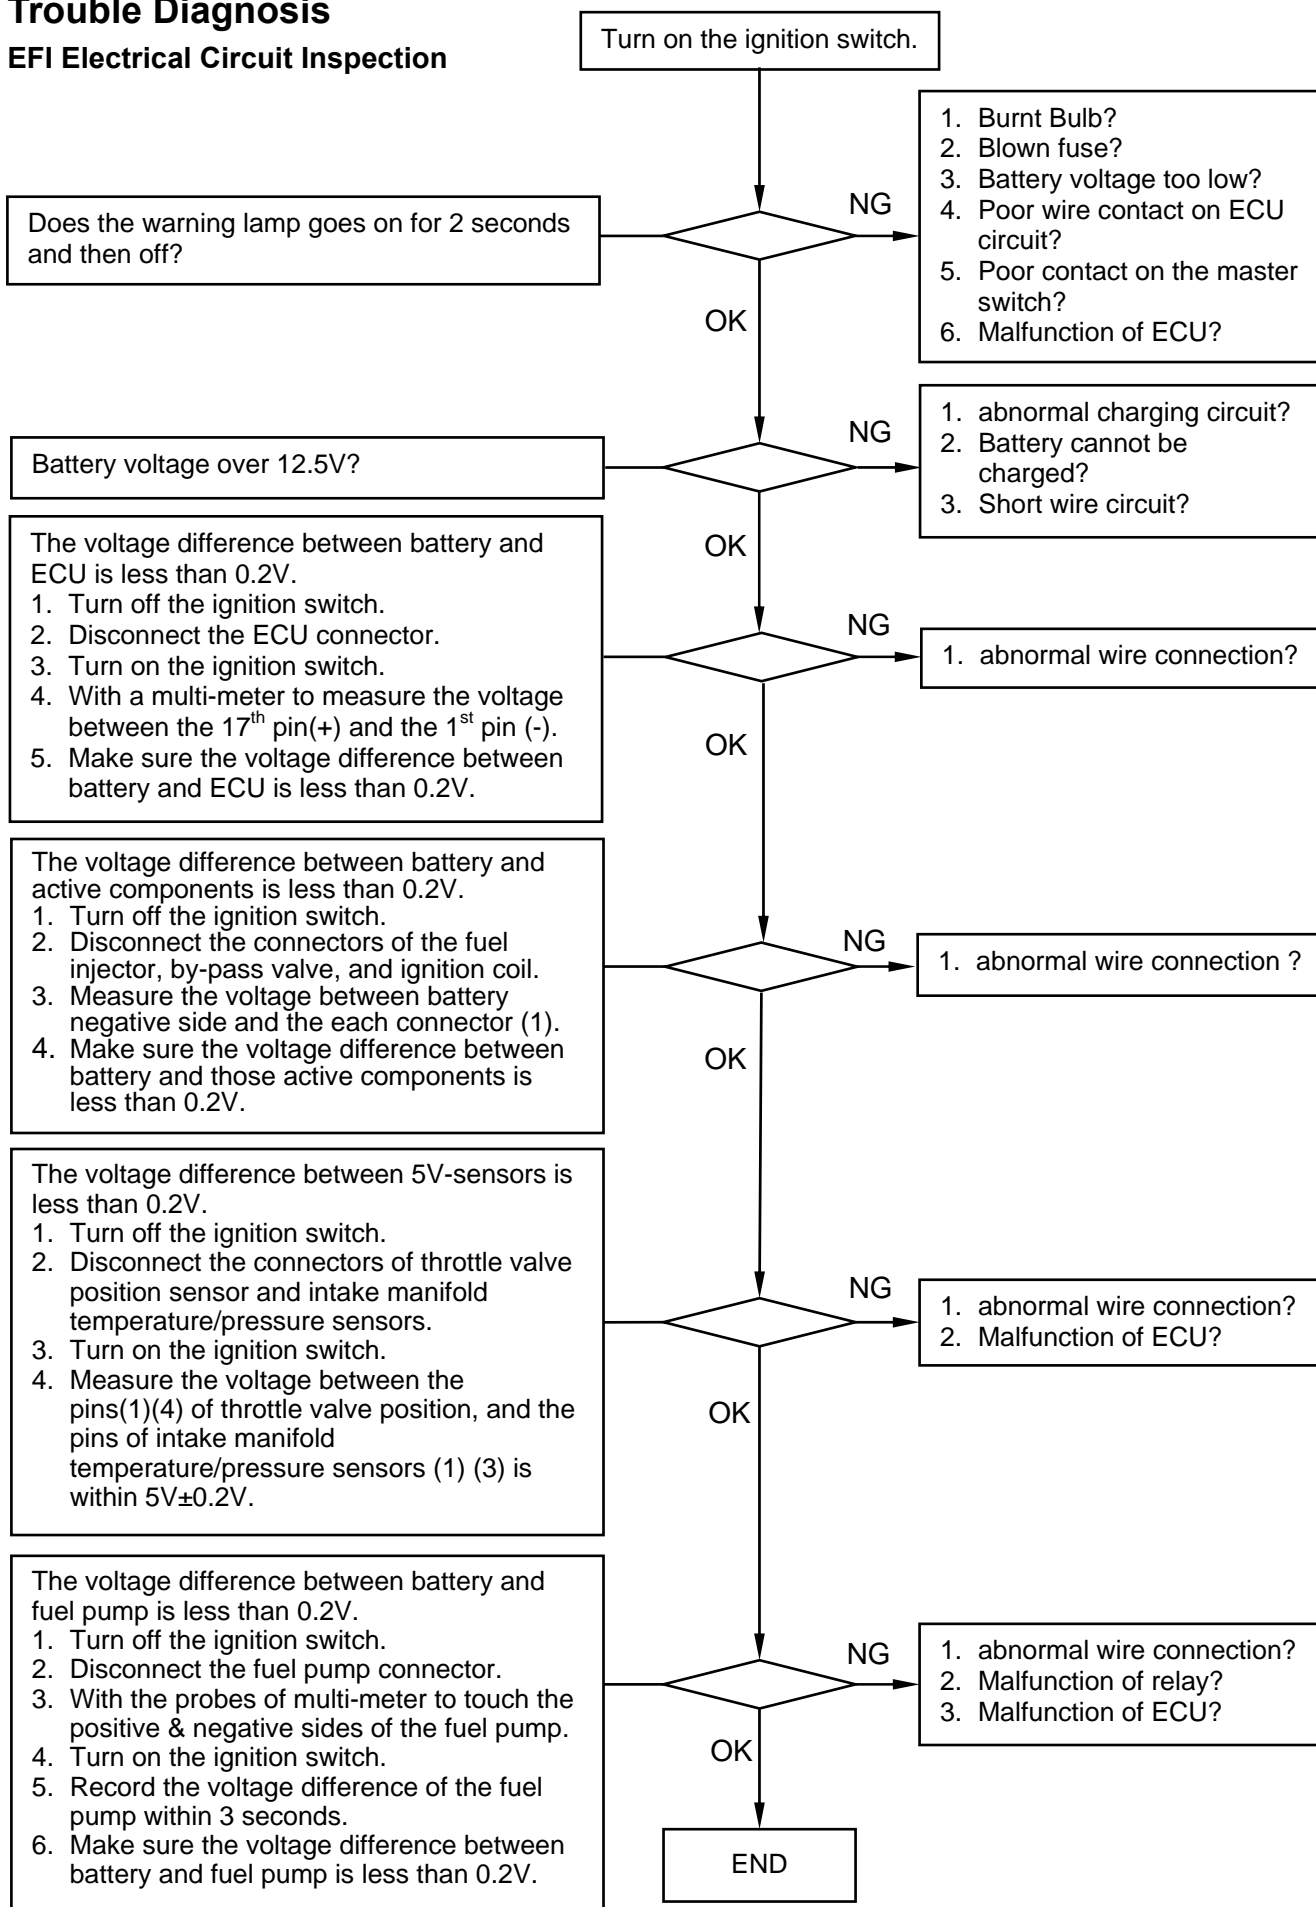 Trouble Diagnosis
EFI Electrical Circuit Inspection
Turn on the ignition switch.
Does the warning lamp goes on for 2 seconds
and then off?
NG
1. Burnt Bulb?
2. Blown fuse?
3. Battery voltage too low?
4. Poor wire contact on ECU
circuit?
5. Poor contact on the master
switch?
6. Malfunction of ECU?
OK
Battery voltage over 12.5V?
NG
1. abnormal charging circuit?
2. Battery cannot be
charged?
3. Short wire circuit?
OK
The voltage difference between battery and
ECU is less than 0.2V.
1. Turn off the ignition switch.
2. Disconnect the ECU connector.
3. Turn on the ignition switch.
4. With a multi-meter to measure the voltage
between the 17th pin(+) and the 1st pin (-).
5. Make sure the voltage difference between
battery and ECU is less than 0.2V.
NG
1. abnormal wire connection?
OK
The voltage difference between battery and
active components is less than 0.2V.
1. Turn off the ignition switch.
2. Disconnect the connectors of the fuel
injector, by-pass valve, and ignition coil.
3. Measure the voltage between battery
negative side and the each connector (1).
4. Make sure the voltage difference between
battery and those active components is
less than 0.2V.
NG
1. abnormal wire connection ?
OK
The voltage difference between 5V-sensors is
less than 0.2V.
1. Turn off the ignition switch.
2. Disconnect the connectors of throttle valve
position sensor and intake manifold
temperature/pressure sensors.
3. Turn on the ignition switch.
4. Measure the voltage between the
pins(1)(4) of throttle valve position, and the
pins of intake manifold
temperature/pressure sensors (1) (3) is
within 5V±0.2V.
NG
1. abnormal wire connection?
2. Malfunction of ECU?
OK
The voltage difference between battery and
fuel pump is less than 0.2V.
1. Turn off the ignition switch.
2. Disconnect the fuel pump connector.
3. With the probes of multi-meter to touch the
positive & negative sides of the fuel pump.
4. Turn on the ignition switch.
5. Record the voltage difference of the fuel
pump within 3 seconds.
6. Make sure the voltage difference between
battery and fuel pump is less than 0.2V.
NG
1. abnormal wire connection?
2. Malfunction of relay?
3. Malfunction of ECU?
OK
END